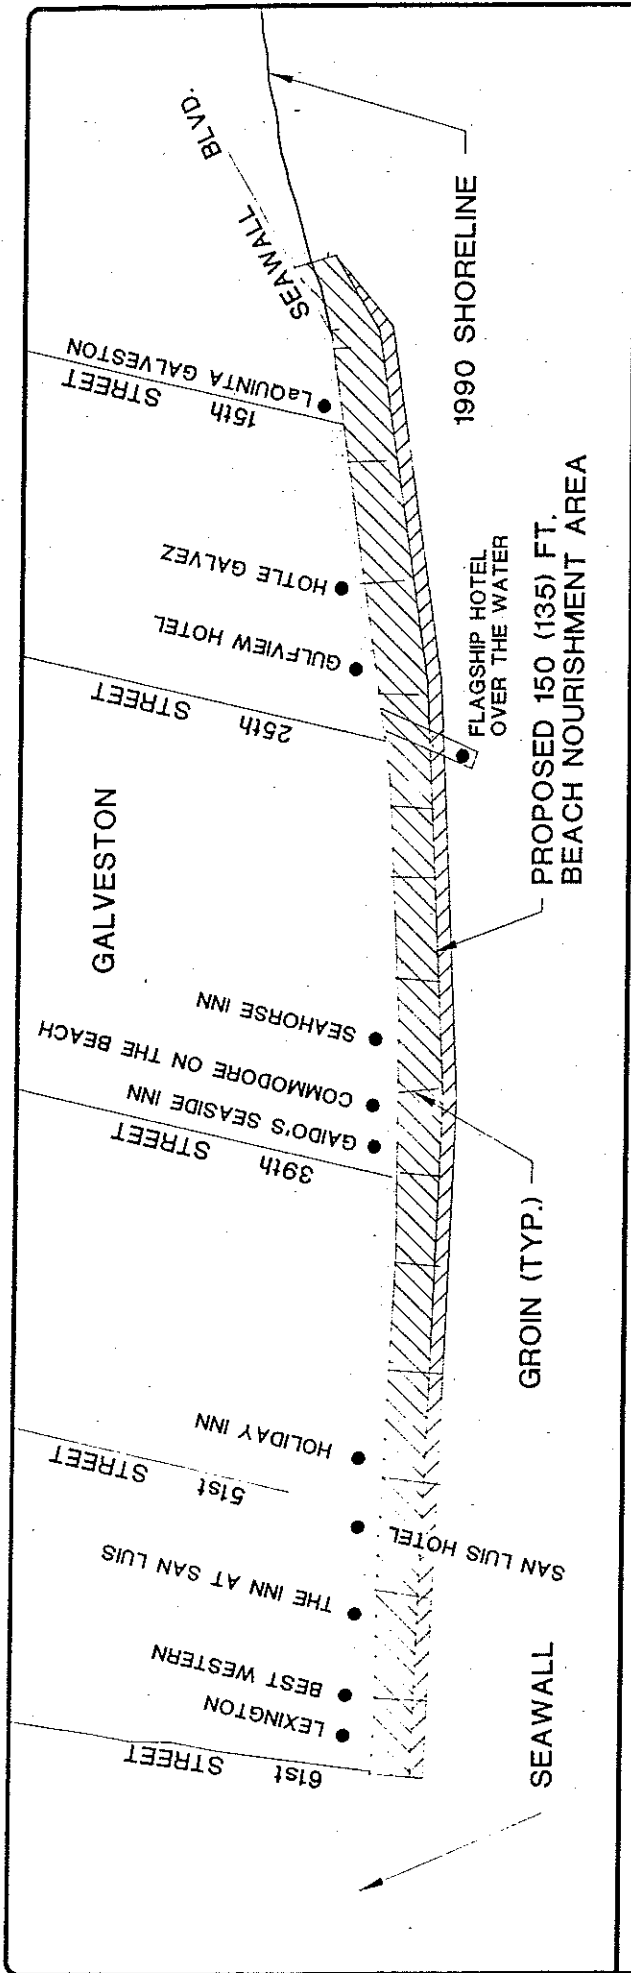 GALVESTON
61st STREET
LEXINGTON
BEST WESTERN
THE INN AT SAN LUIS
SAN LUIS HOTEL
51st STREET
HOLIDAY INN
39th STREET
GAIDO'S SEASIDE INN
COMMODORE ON THE BEACH
SEAHORSE INN
25th STREET
GULFVIEW HOTEL
HOTLE GALVEZ
15th STREET
LaQUINTA GALVESTON
SEAWALL BLVD.
SEAWALL
GROIN (TYP.)
PROPOSED 150 (135) FT.
BEACH NOURISHMENT AREA
FLAGSHIP HOTEL
OVER THE WATER
1990 SHORELINE